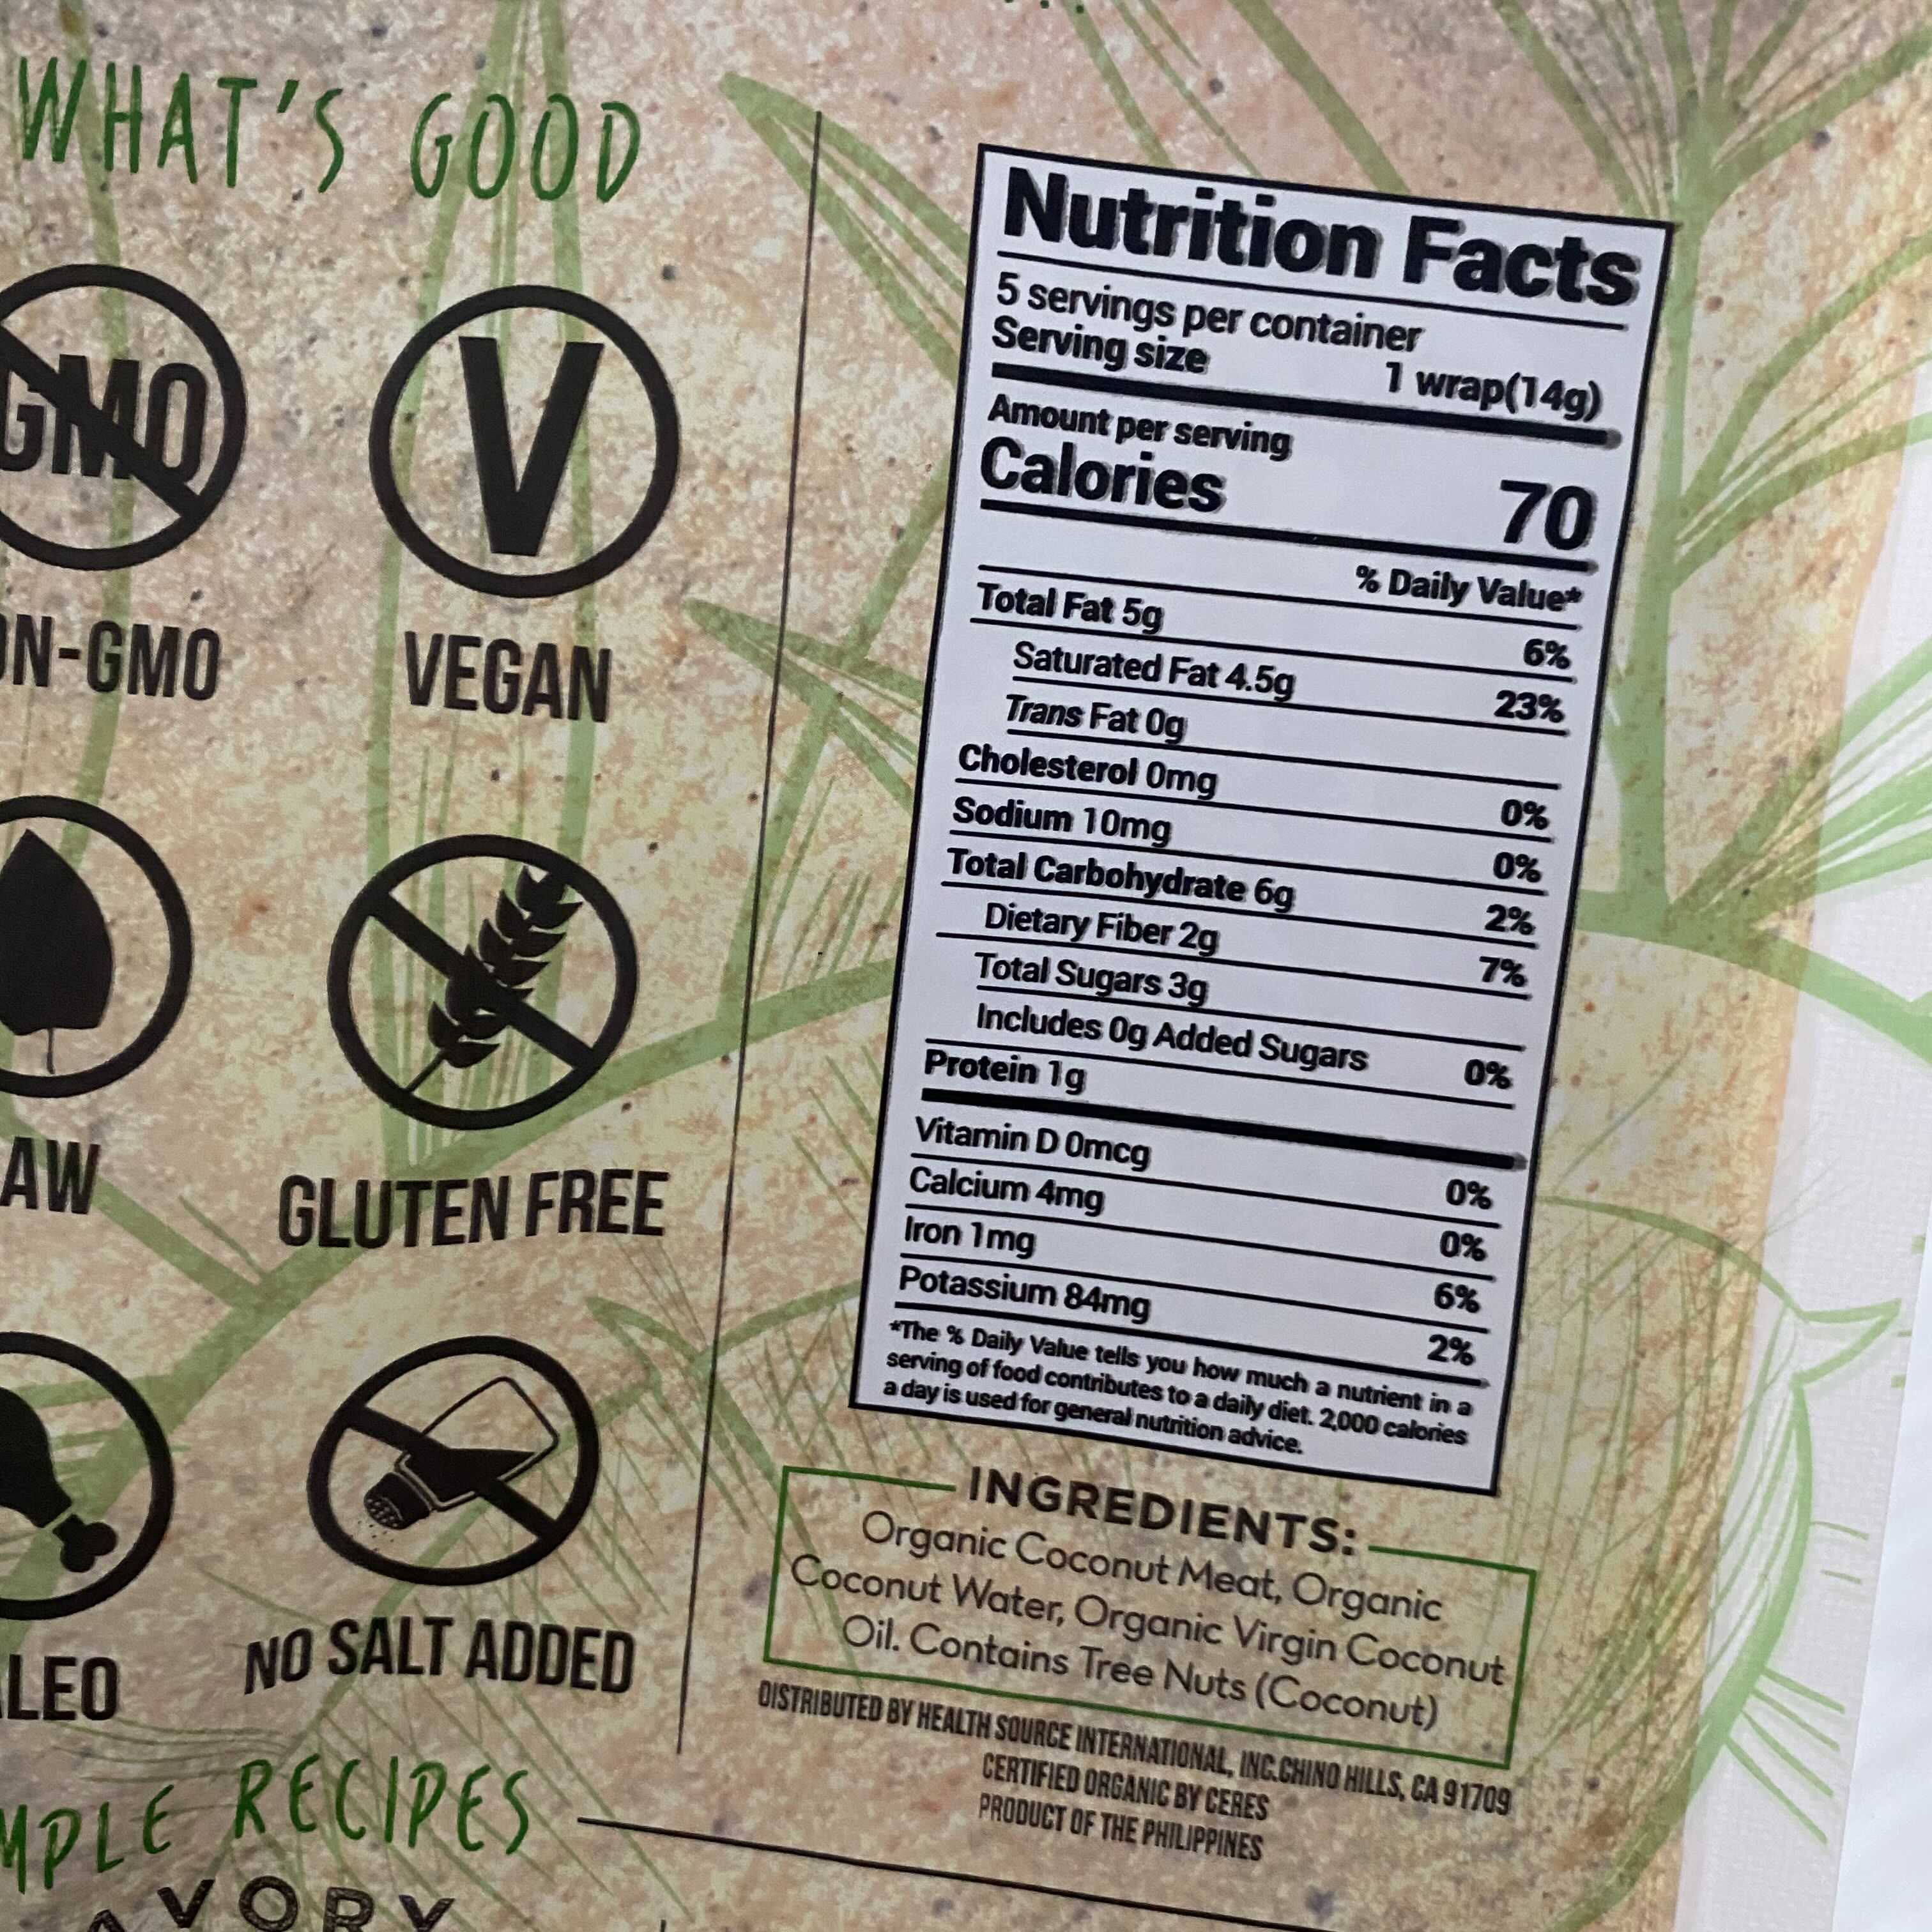 WHAT'S GOOD
GMO
V
ON-GMO
VEGAN
AW
GLUTEN FREE
LEO
NO SALT ADDED
MPLE RECIPES
AVORY
Nutrition Facts
5 servings per container
Serving size 1 wrap(14g)
Amount per serving
Calories 70
% Daily Value*
Total Fat 5g 6%
Saturated Fat 4.5g 23%
Trans Fat 0g
Cholesterol 0mg 0%
Sodium 10mg 0%
Total Carbohydrate 6g 2%
Dietary Fiber 2g 7%
Total Sugars 3g
Includes 0g Added Sugars 0%
Protein 1g
Vitamin D 0mcg 0%
Calcium 4mg 0%
Iron 1mg 6%
Potassium 84mg 2%
*The % Daily Value tells you how much a nutrient in a
serving of food contributes to a daily diet. 2,000 calories
a day is used for general nutrition advice.
INGREDIENTS:
Organic Coconut Meat, Organic
Coconut Water, Organic Virgin Coconut
Oil. Contains Tree Nuts (Coconut)
DISTRIBUTED BY HEALTH SOURCE INTERNATIONAL, INC.CHINO HILLS, CA 91709
CERTIFIED ORGANIC BY CERES
PRODUCT OF THE PHILIPPINES